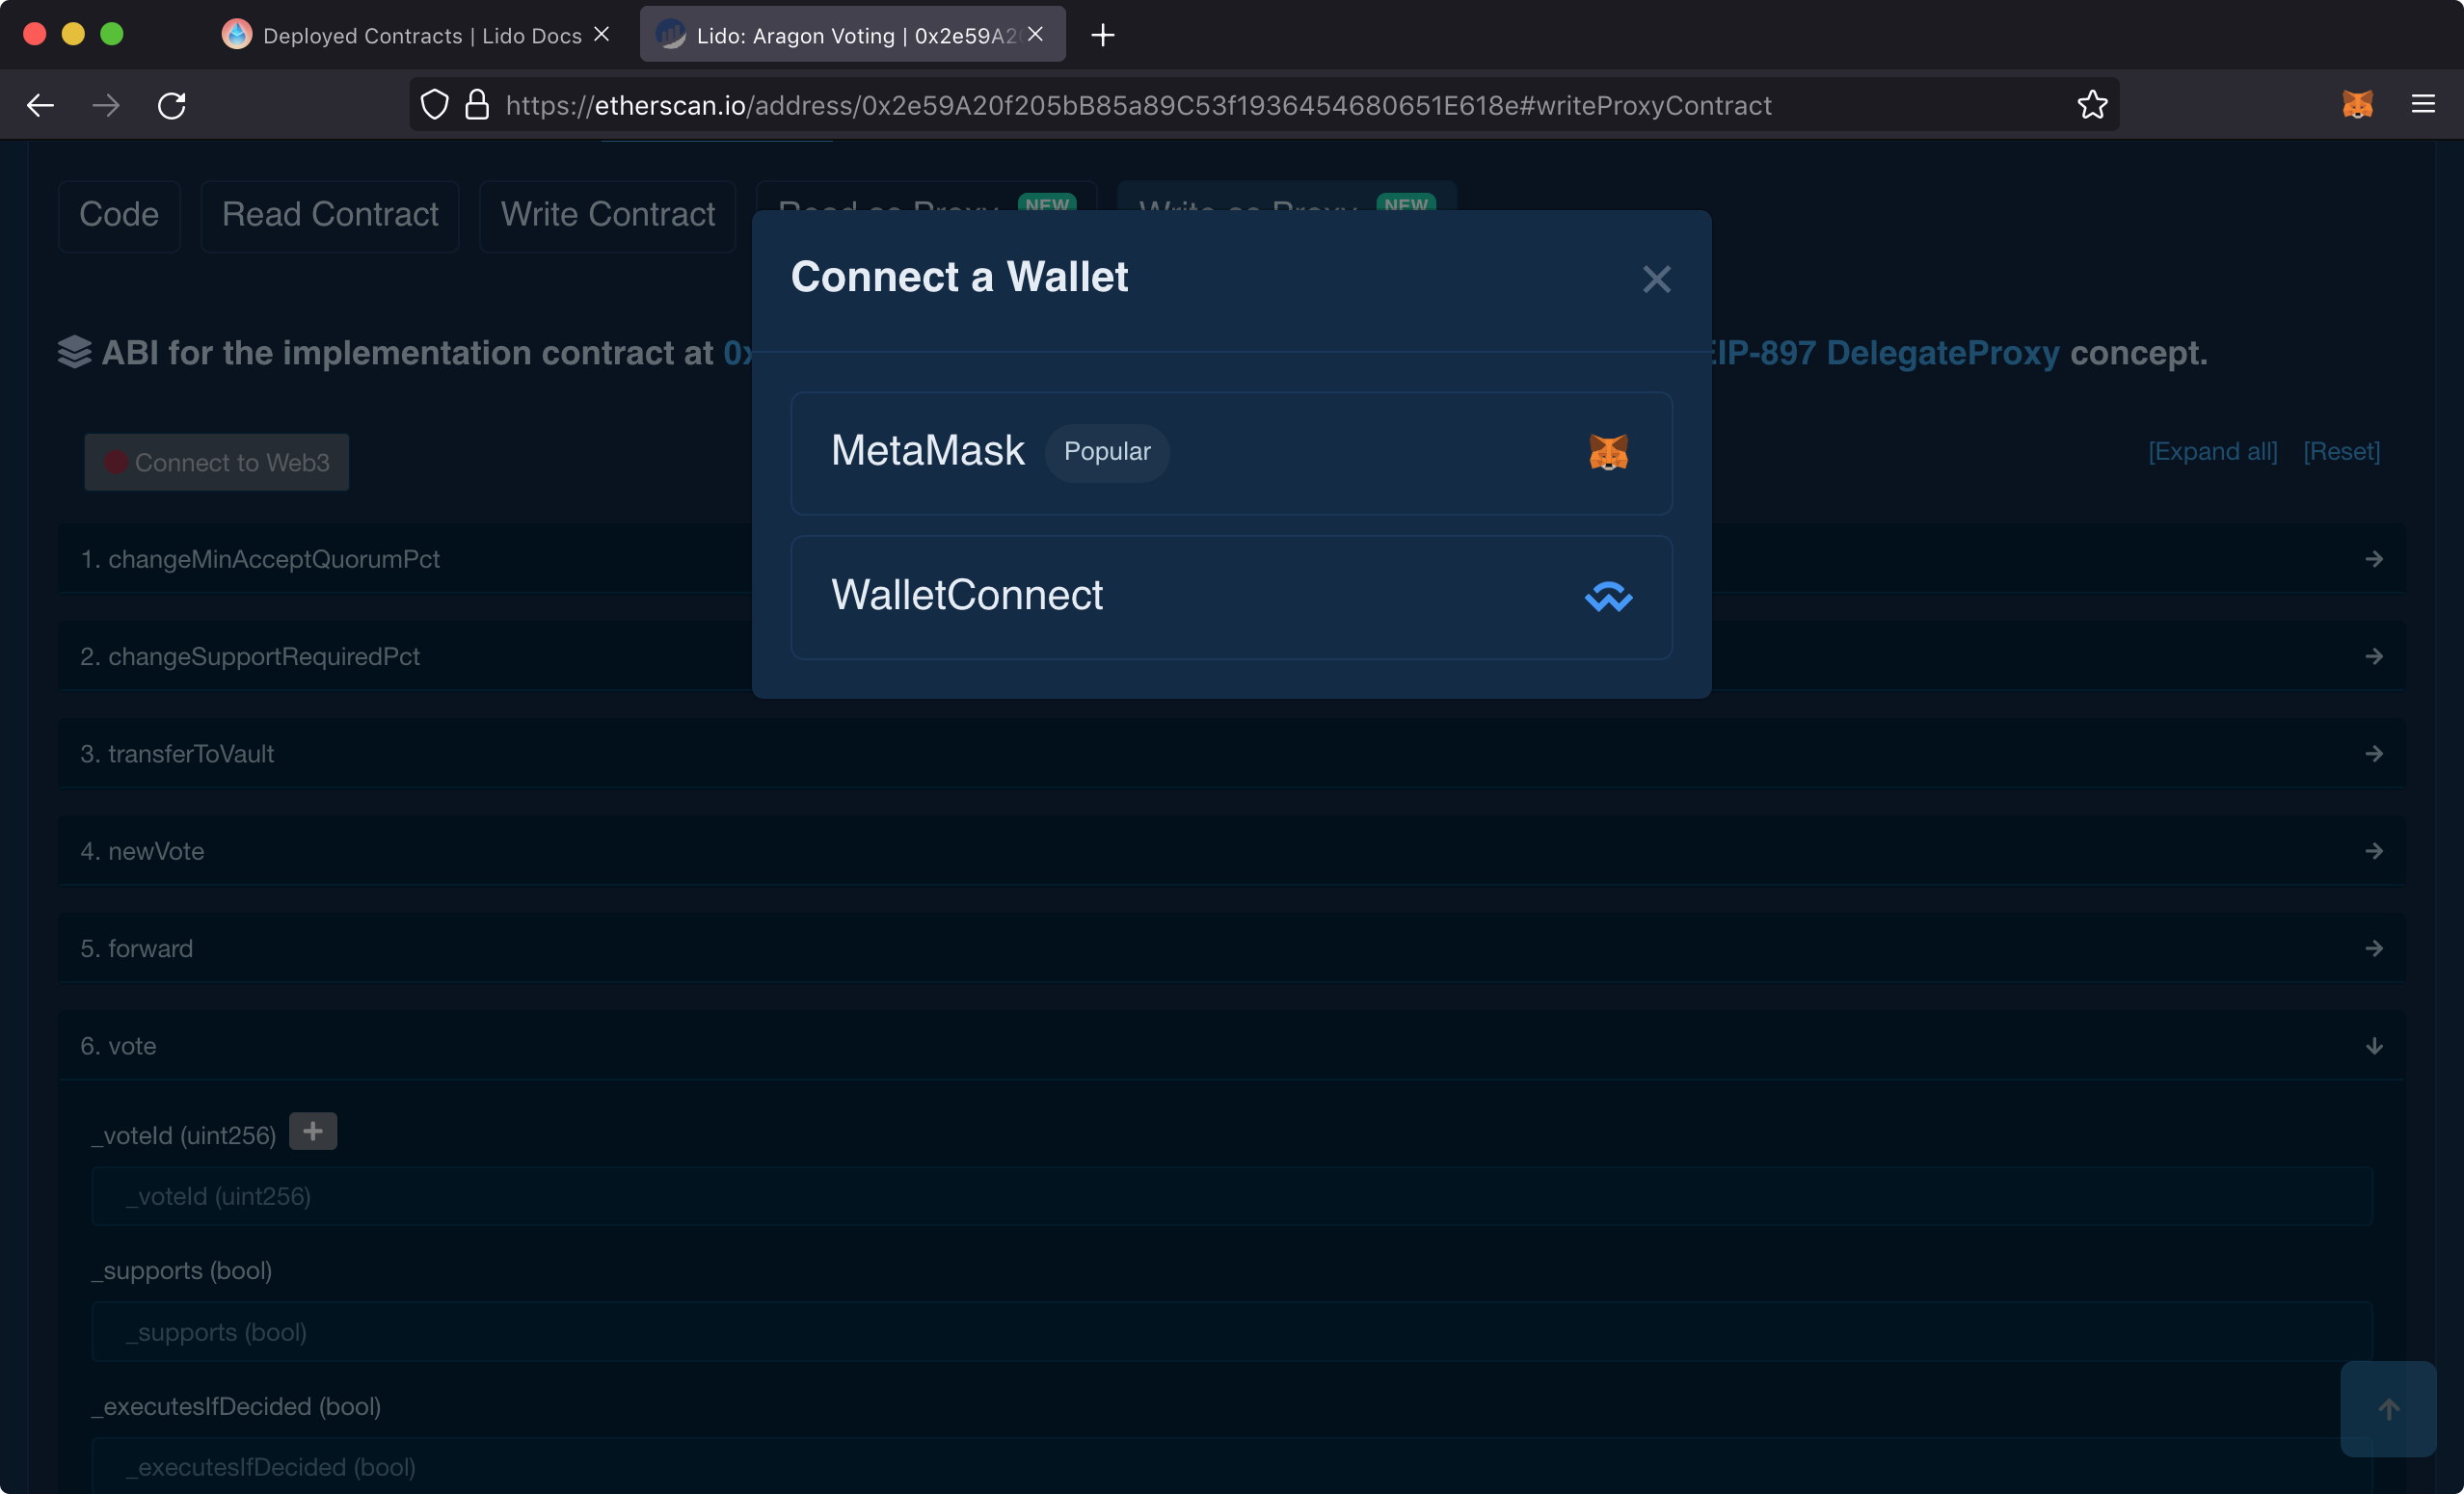 Deployed Contracts | Lido Docs
Lido: Aragon Voting | 0x2e59A2
https://etherscan.io/address/0x2e59A20f205bB85a89C53f1936454680651E618e#writeProxyContract
Code
Read Contract
Write Contract
Read as Proxy NEW
Write as Proxy NEW
Connect a Wallet
ABI for the implementation contract at 0x
EIP-897 DelegateProxy concept.
MetaMask Popular
WalletConnect
Connect to Web3
[Expand all] [Reset]
1. changeMinAcceptQuorumPct
2. changeSupportRequiredPct
3. transferToVault
4. newVote
5. forward
6. vote
_voteId (uint256)
_voteId (uint256)
_supports (bool)
_supports (bool)
_executesIfDecided (bool)
_executesIfDecided (bool)